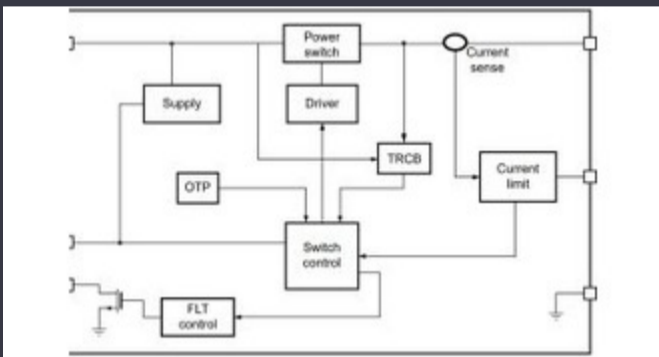 Power
switch
Current
sense
Supply
Driver
TRCB
Current
limit
OTP
Switch
control
FLT
control